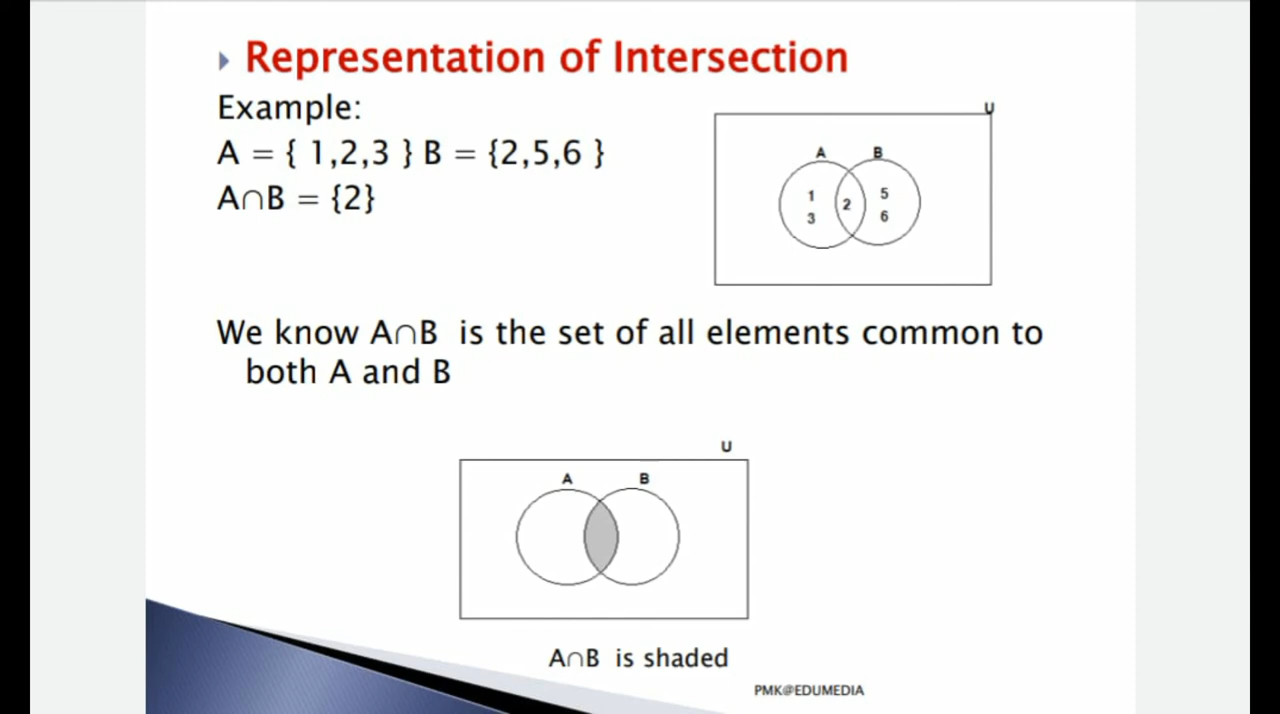 Representation of Intersection
Example:
A = { 1,2,3 } B = {2,5,6 }
A∩B = {2}
U
A B
1 2 5
3 6
We know A∩B is the set of all elements common to
both A and B
U
A B
A∩B is shaded
PMK@EDUMEDIA